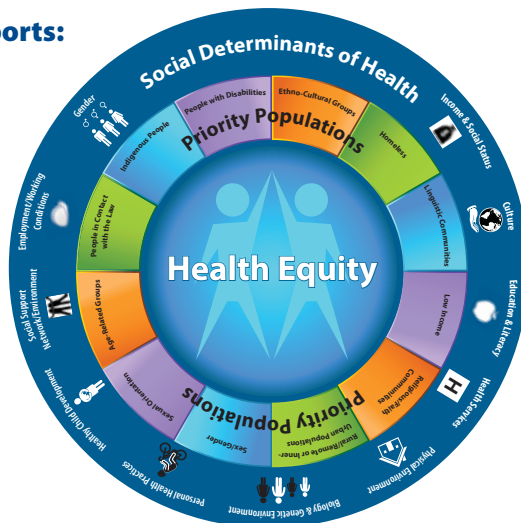 ports:
Social Determinants of Health
Gender
Income & Social Status
Culture
Education & Literacy
Health Services
Physical Environment
Biology & Genetic Environment
Personal Health Practices
Healthy Child Development
Social Support
Network/Environment
Employment/Working
Conditions
Priority Populations
People with Disabilities
Ethno-Cultural Groups
Homeless
Linguistic Communities
Low Income
Religious/Faith
Communities
Rural/Remote or Inner-
Urban Populations
Sex/Gender
Sexual Orientation
Age-Related Groups
People in Contact
with the Law
Indigenous People
Priority Populations
Health Equity
H